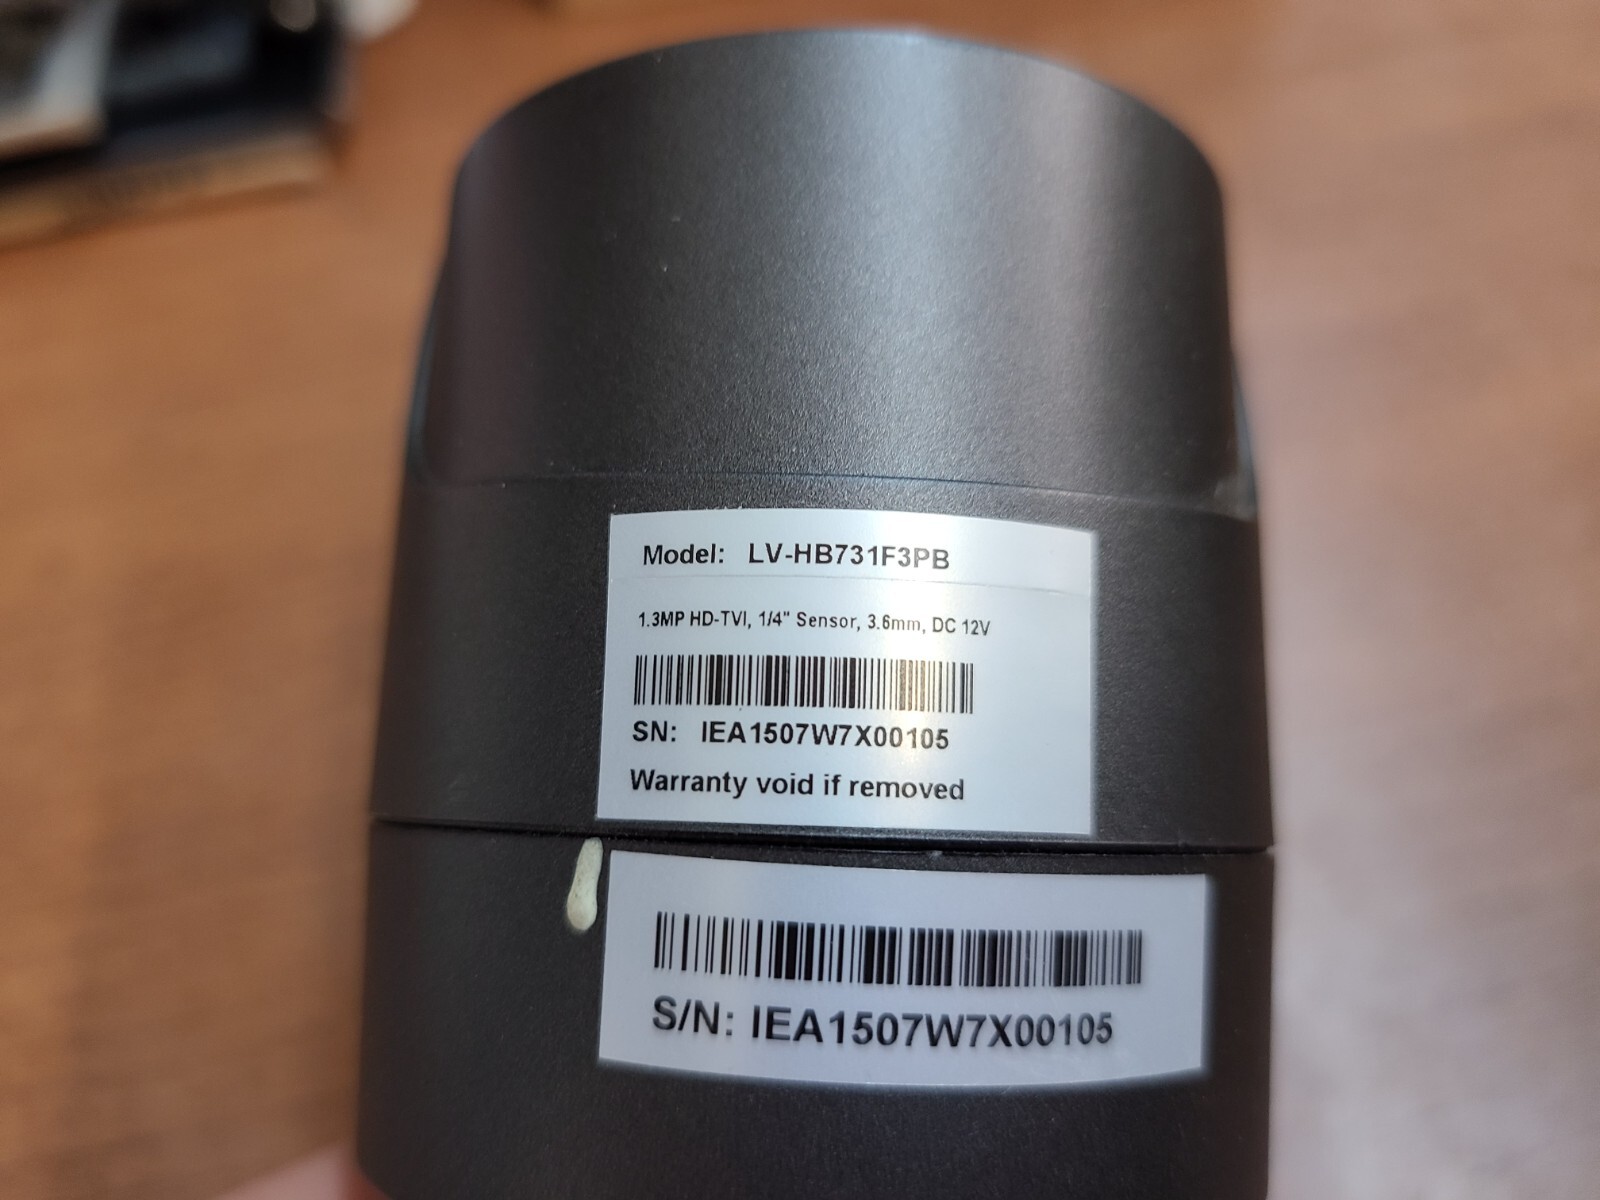 Model: LV-HB731F3PB
1.3MP HD-TVI, 1/4" Sensor, 3.6mm, DC 12V
SN: IEA1507W7X00105
Warranty void if removed
S/N: IEA1507W7X00105